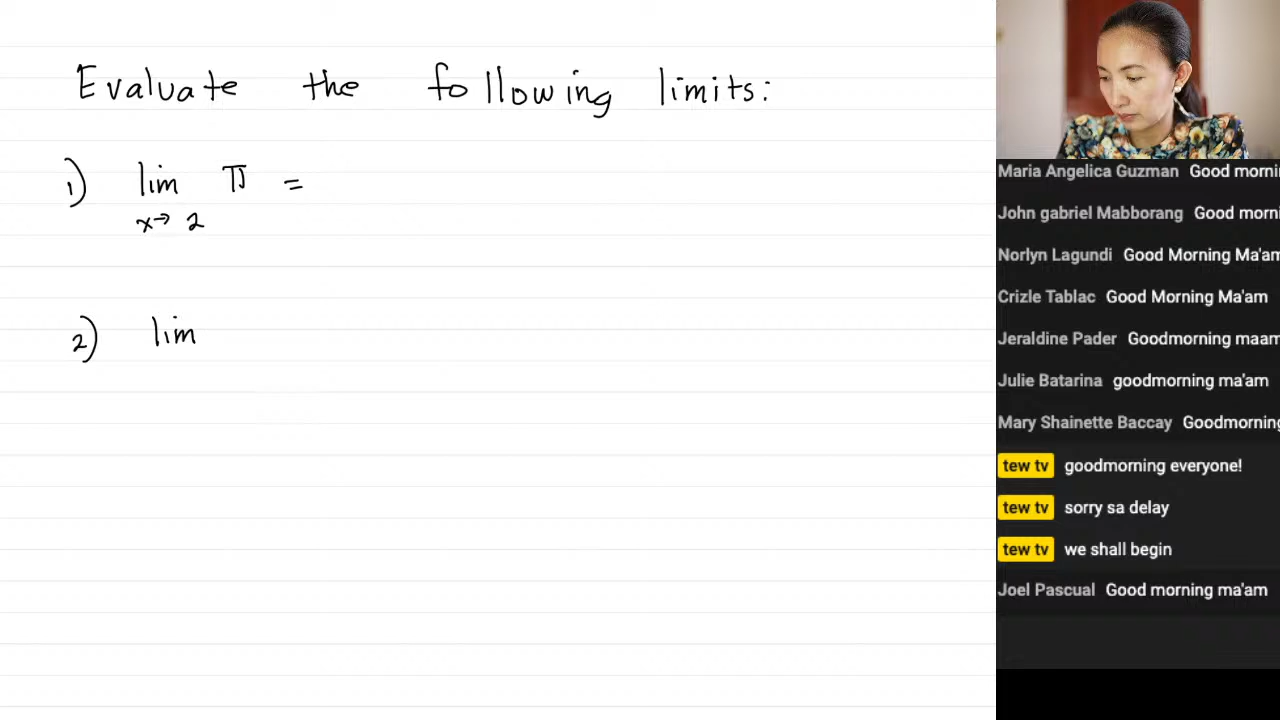 Evaluate the following limits:
1) lim π =
x→ 2
2) lim
Maria Angelica Guzman Good morni
John gabriel Mabborang Good morn
Norlyn Lagundi Good Morning Ma'am
Crizle Tablac Good Morning Ma'am
Jeraldine Pader Goodmorning maam
Julie Batarina goodmorning ma'am
Mary Shainette Baccay Goodmorning
tew tv goodmorning everyone!
tew tv sorry sa delay
tew tv we shall begin
Joel Pascual Good morning ma'am